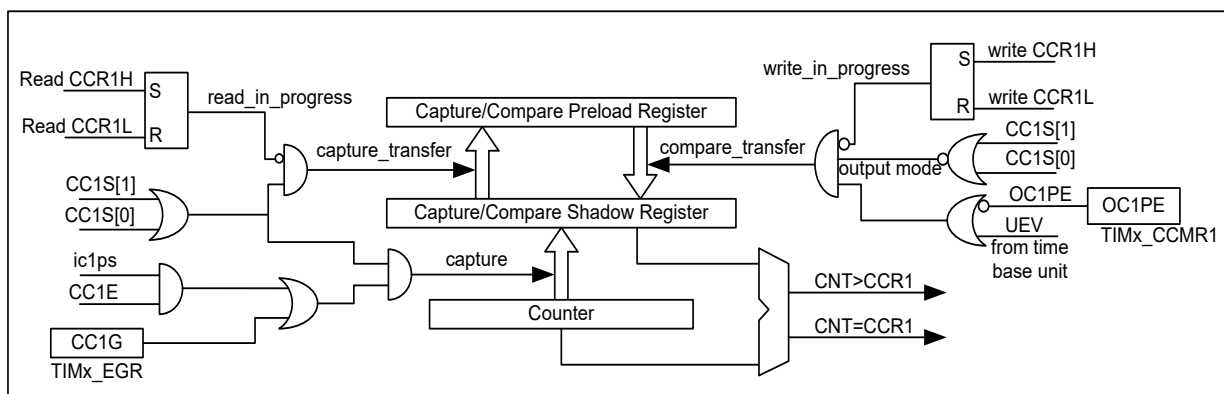 Read CCR1H
S
read_in_progress
Read CCR1L
R
Capture/Compare Preload Register
write_in_progress
S
write CCR1H
R
write CCR1L
capture_transfer
compare_transfer
CC1S[1]
output mode
CC1S[0]
CC1S[1]
CC1S[0]
Capture/Compare Shadow Register
OC1PE
OC1PE
UEV
TIMx_CCMR1
from time
base unit
ic1ps
CC1E
capture
CNT>CCR1
Counter
CNT=CCR1
CC1G
TIMx_EGR